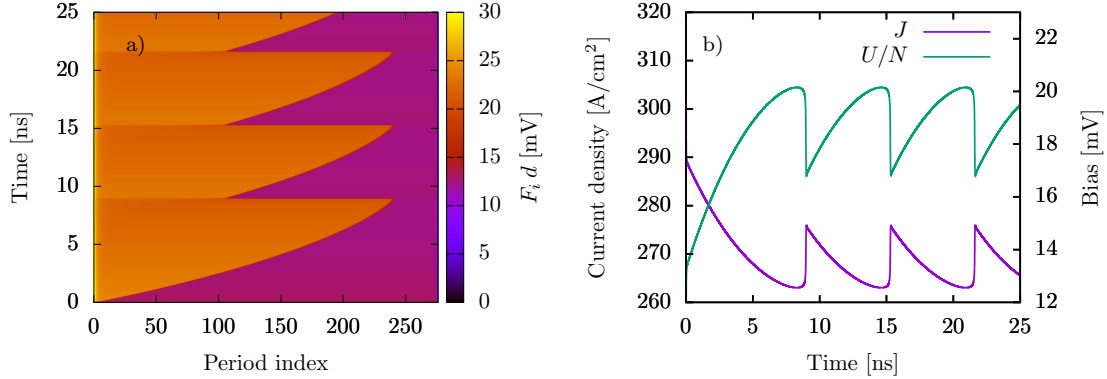 a)
25
20
15
10
5
0
Time [ns]
0 50 100 150 200 250
Period index
30
25
20
15
10
5
0
F_i d [mV]
b)
J
U/N
320
310
300
290
280
270
260
Current density [A/cm²]
22
20
18
16
14
12
Bias [mV]
0 5 10 15 20 25
Time [ns]